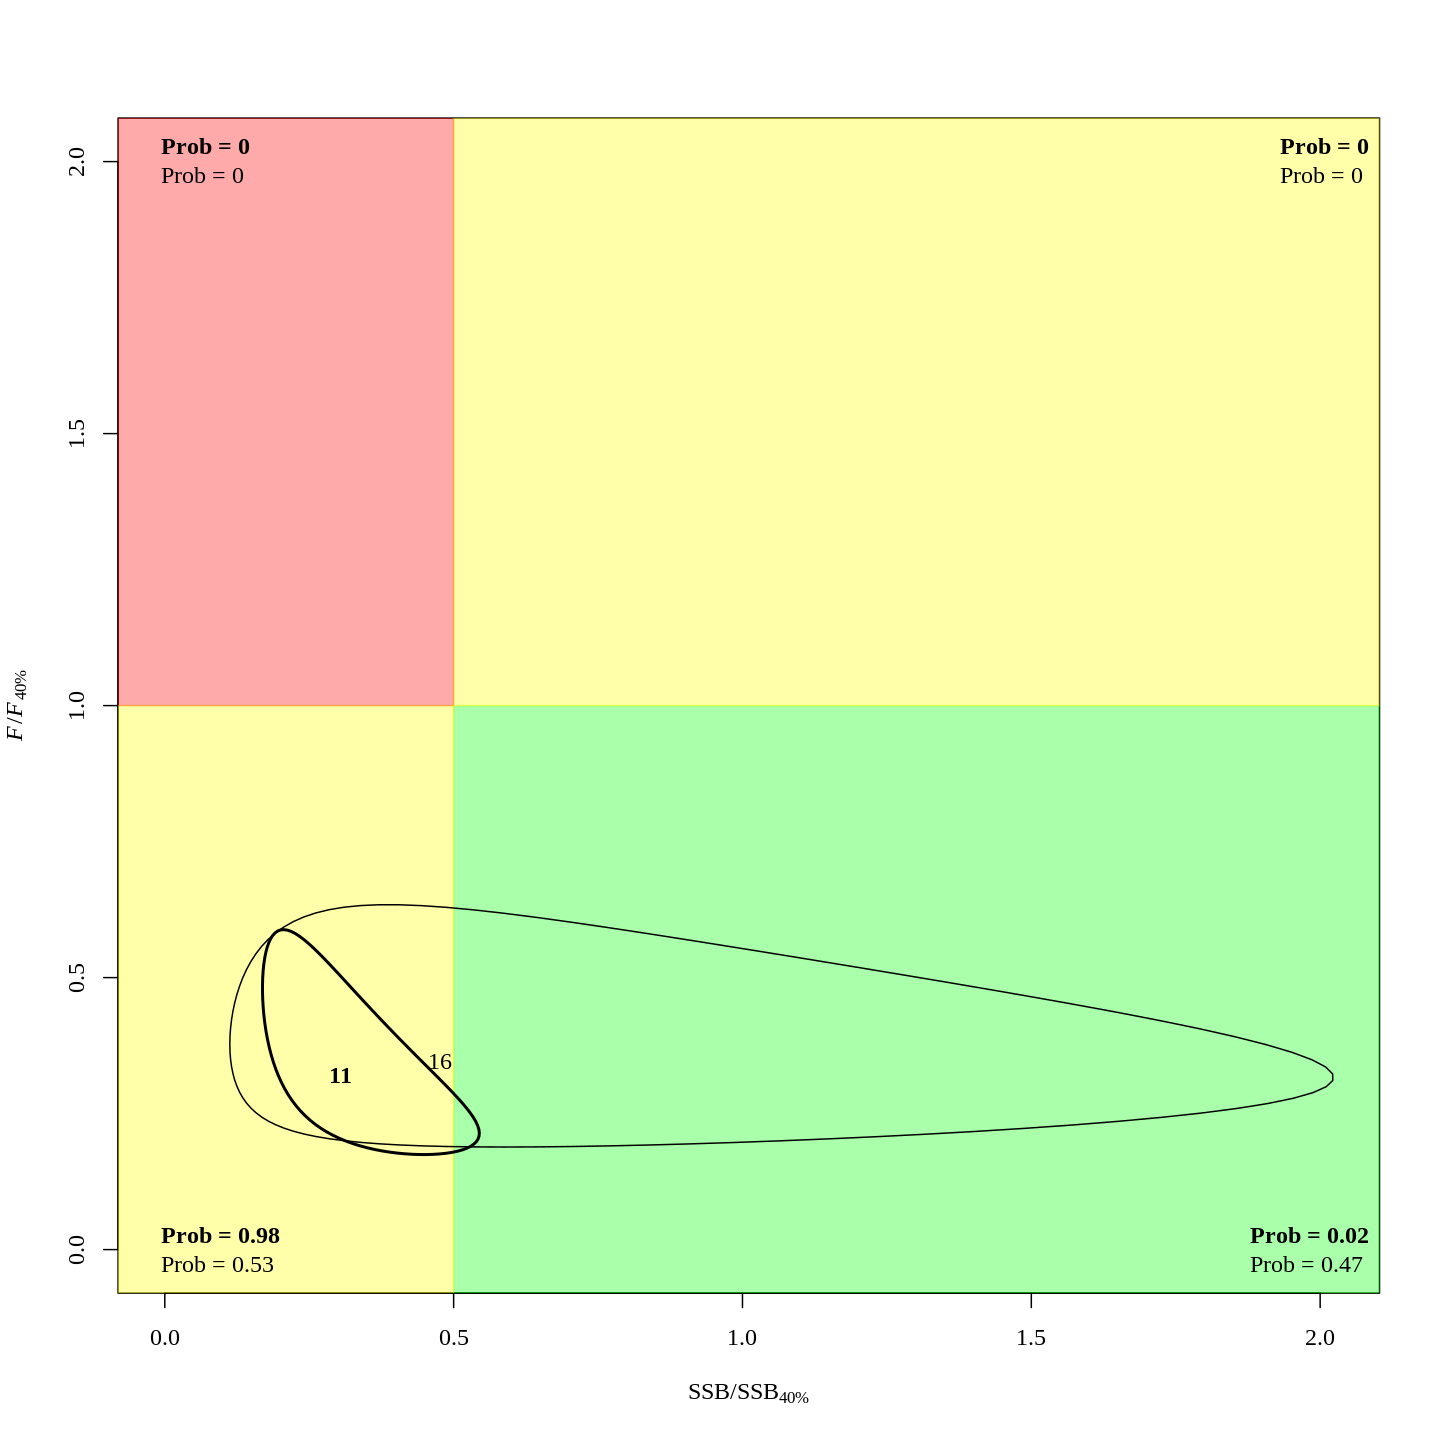 Prob = 0
Prob = 0
Prob = 0
Prob = 0
2.0
1.5
1.0
0.5
0.0
F/F40%
16
11
Prob = 0.98
Prob = 0.53
Prob = 0.02
Prob = 0.47
0.0
0.5
1.0
1.5
2.0
SSB/SSB40%